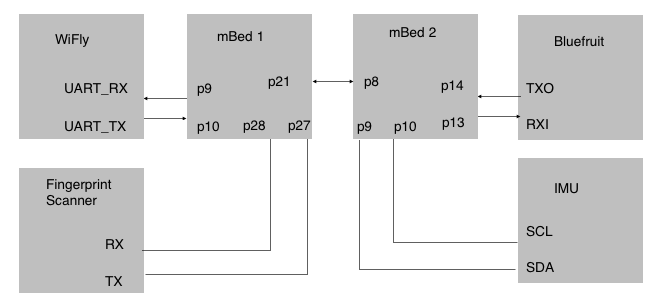 WiFly
UART_RX
UART_TX
mBed 1
p9
p21
p10
p28
p27
mBed 2
p8
p14
p9
p10
p13
Bluefruit
TXO
RXI
Fingerprint
Scanner
RX
TX
IMU
SCL
SDA